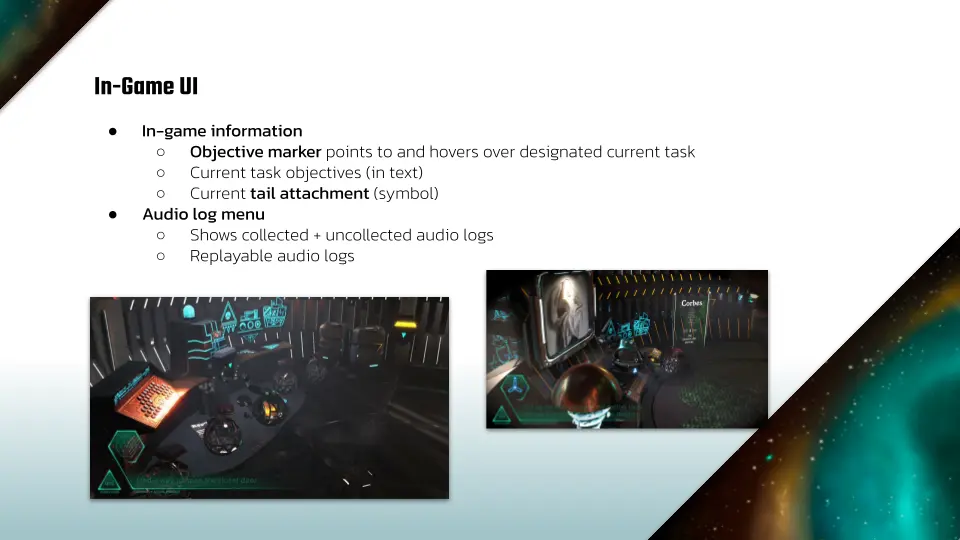 In-Game UI
● In-game information
○ Objective marker points to and hovers over designated current task
○ Current task objectives (in text)
○ Current tail attachment (symbol)
● Audio log menu
○ Shows collected + uncollected audio logs
○ Replayable audio logs
Corbes